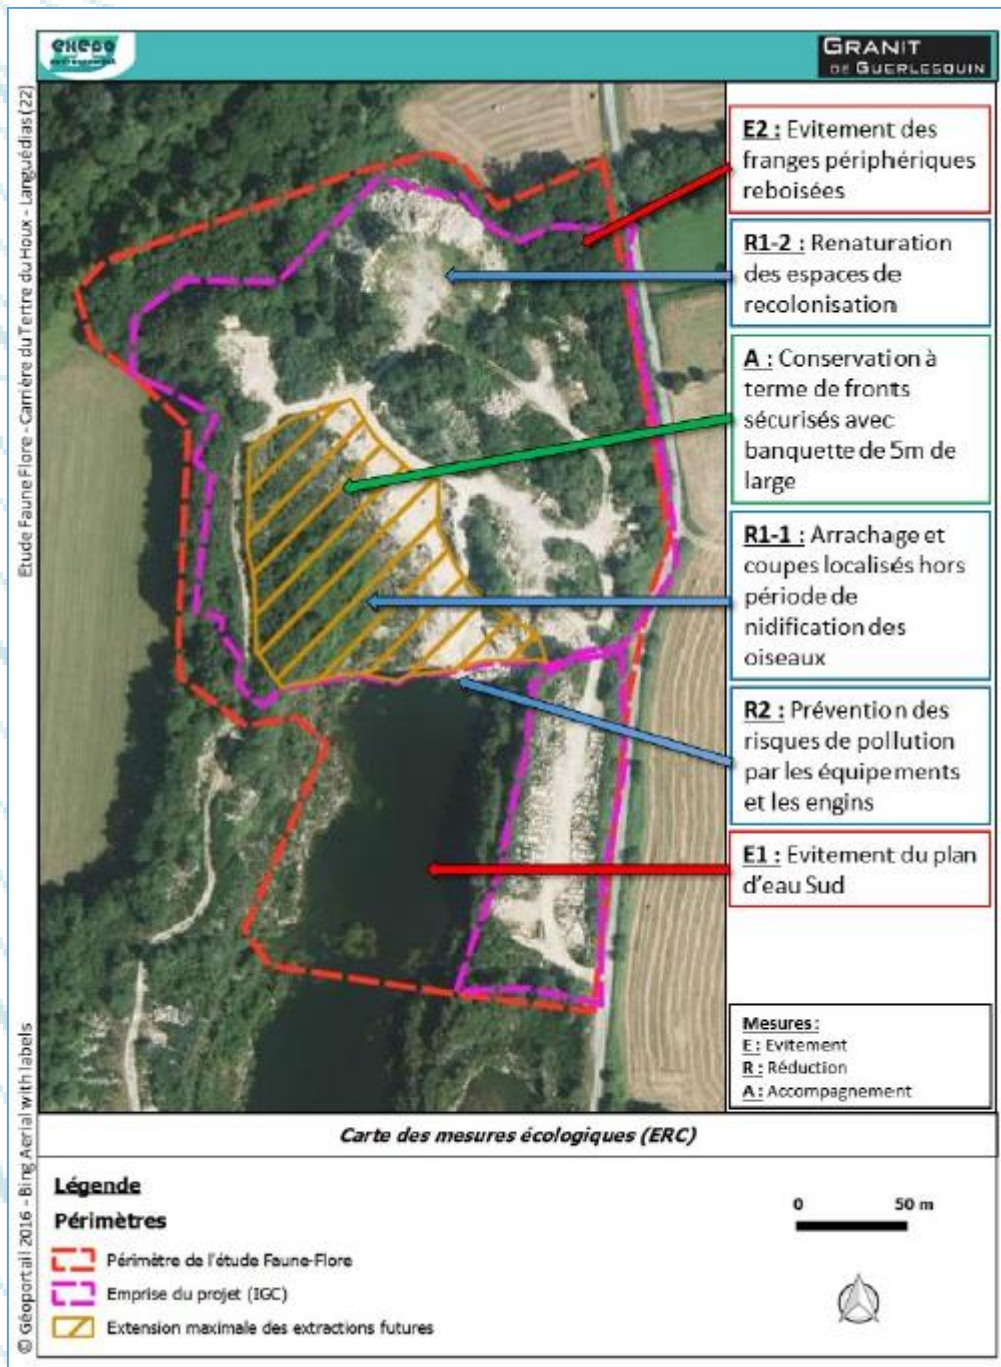 GRANIT
DE GUERLESQUIN
Etude Faune Flore - Carrière du Tertre du Houx - Languédias (22)
E2 : Evitement des
franges périphériques
reboisées
R1-2 : Renaturation
des espaces de
recolonisation
A : Conservation à
terme de fronts
sécurisés avec
banquette de 5m de
large
R1-1 : Arrachage et
coupes localisés hors
période de
nidification des
oiseaux
R2 : Prévention des
risques de pollution
par les équipements
et les engins
E1 : Evitement du plan
d'eau Sud
Mesures :
E : Evitement
R : Réduction
A : Accompagnement
© Géoportail 2016 - Bing Aerial with labels
Carte des mesures écologiques (ERC)
Légende
Périmètres
Périmètre de l'étude Faune-Flore
Emprise du projet (IGC)
Extension maximale des extractions futures
0 50 m